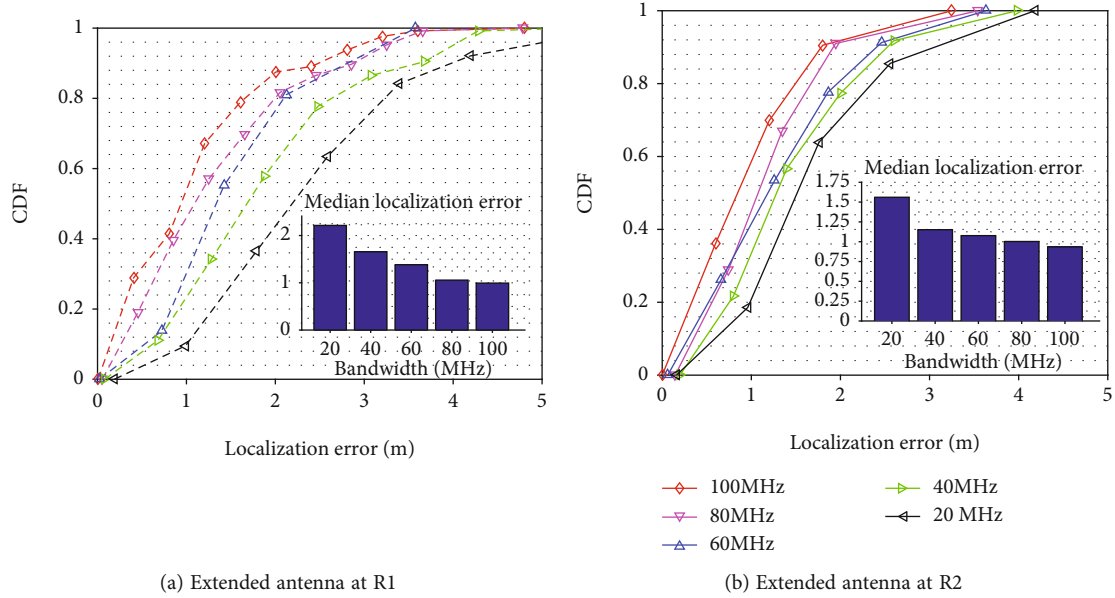 1
0.8
0.6
0.4
0.2
0
CDF
0 1 2 3 4 5
Localization error (m)
Median localization error
2
1
0
20 40 60 80 100
Bandwidth (MHz)
(a) Extended antenna at R1
1
0.8
0.6
0.4
0.2
0
CDF
0 1 2 3 4 5
Localization error (m)
Median localization error
1.75
1.5
1.25
1
0.75
0.5
0.25
0
20 40 60 80 100
Bandwidth (MHz)
100MHz
80MHz
60MHz
40MHz
20 MHz
(b) Extended antenna at R2